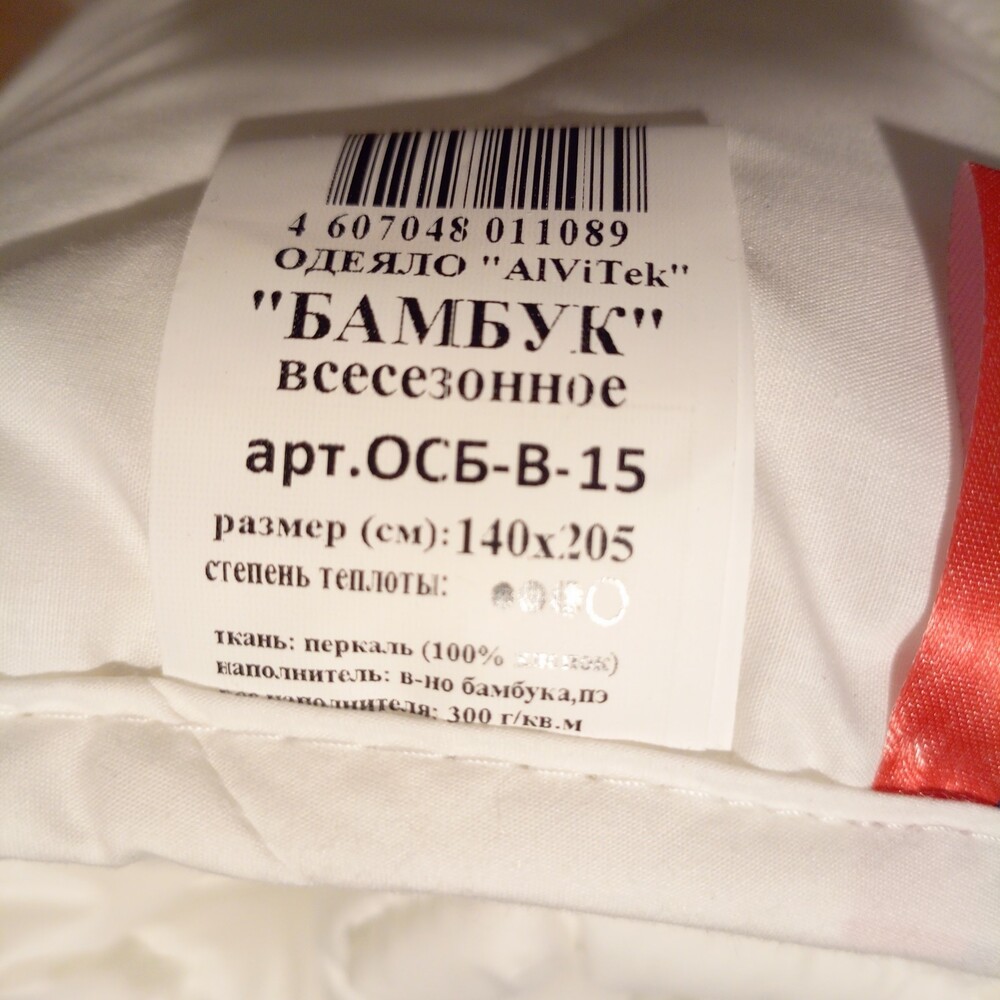 4 607048 011089
ОДЕЯЛО "AlViTek"
"БАМБУК"
всесезонное
арт.ОСБ-В-15
размер (см):140х205
степень теплоты:
ткань: перкаль (100%
наполнитель: в-но бамбука,пэ
наполнителя: 300 г/кв.м